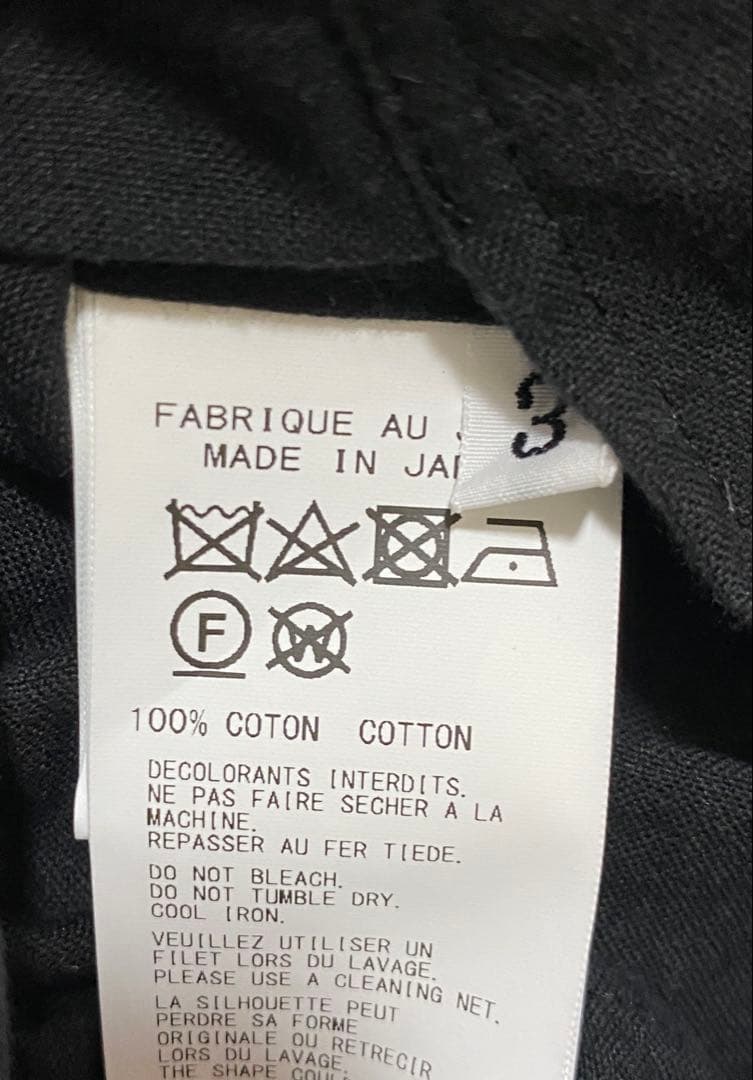 3
FABRIQUE AU
MADE IN
F
W
100% COTON COTTON
DECOLORANTS INTERDITS.
NE PAS FAIRE SECHER A LA
MACHINE.
REPASSER AU FER TIEDE.
DO NOT BLEACH.
DO NOT TUMBLE DRY.
COOL IRON.
VEUILLEZ UTILISER UN
FILET LORS DU LAVAGE.
PLEASE USE A CLEANING NET.
LA SILHOUETTE PEUT
PERDRE SA FORME
ORIGINALE OU RETRECIR
LORS DU LAVAGE.
THE SHAPE